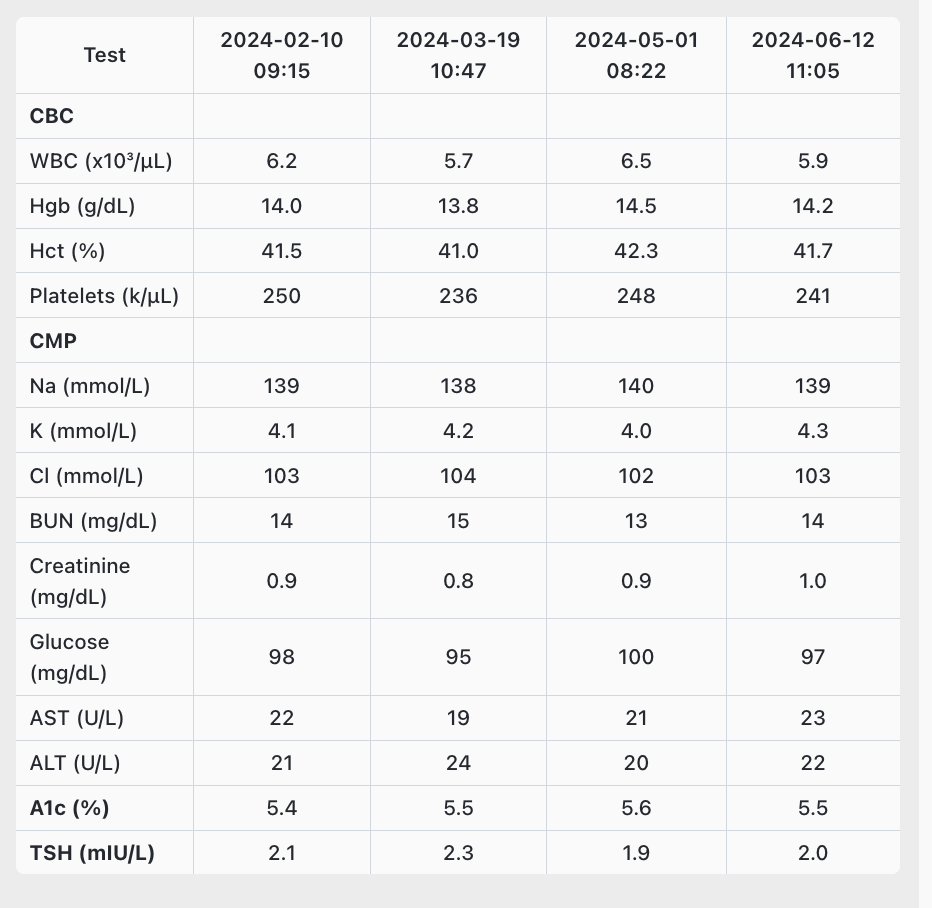 Test 2024-02-10 09:15 2024-03-19 10:47 2024-05-01 08:22 2024-06-12 11:05
CBC
WBC (x10³/µL) 6.2 5.7 6.5 5.9
Hgb (g/dL) 14.0 13.8 14.5 14.2
Hct (%) 41.5 41.0 42.3 41.7
Platelets (k/µL) 250 236 248 241
CMP
Na (mmol/L) 139 138 140 139
K (mmol/L) 4.1 4.2 4.0 4.3
Cl (mmol/L) 103 104 102 103
BUN (mg/dL) 14 15 13 14
Creatinine (mg/dL) 0.9 0.8 0.9 1.0
Glucose (mg/dL) 98 95 100 97
AST (U/L) 22 19 21 23
ALT (U/L) 21 24 20 22
A1c (%) 5.4 5.5 5.6 5.5
TSH (mIU/L) 2.1 2.3 1.9 2.0